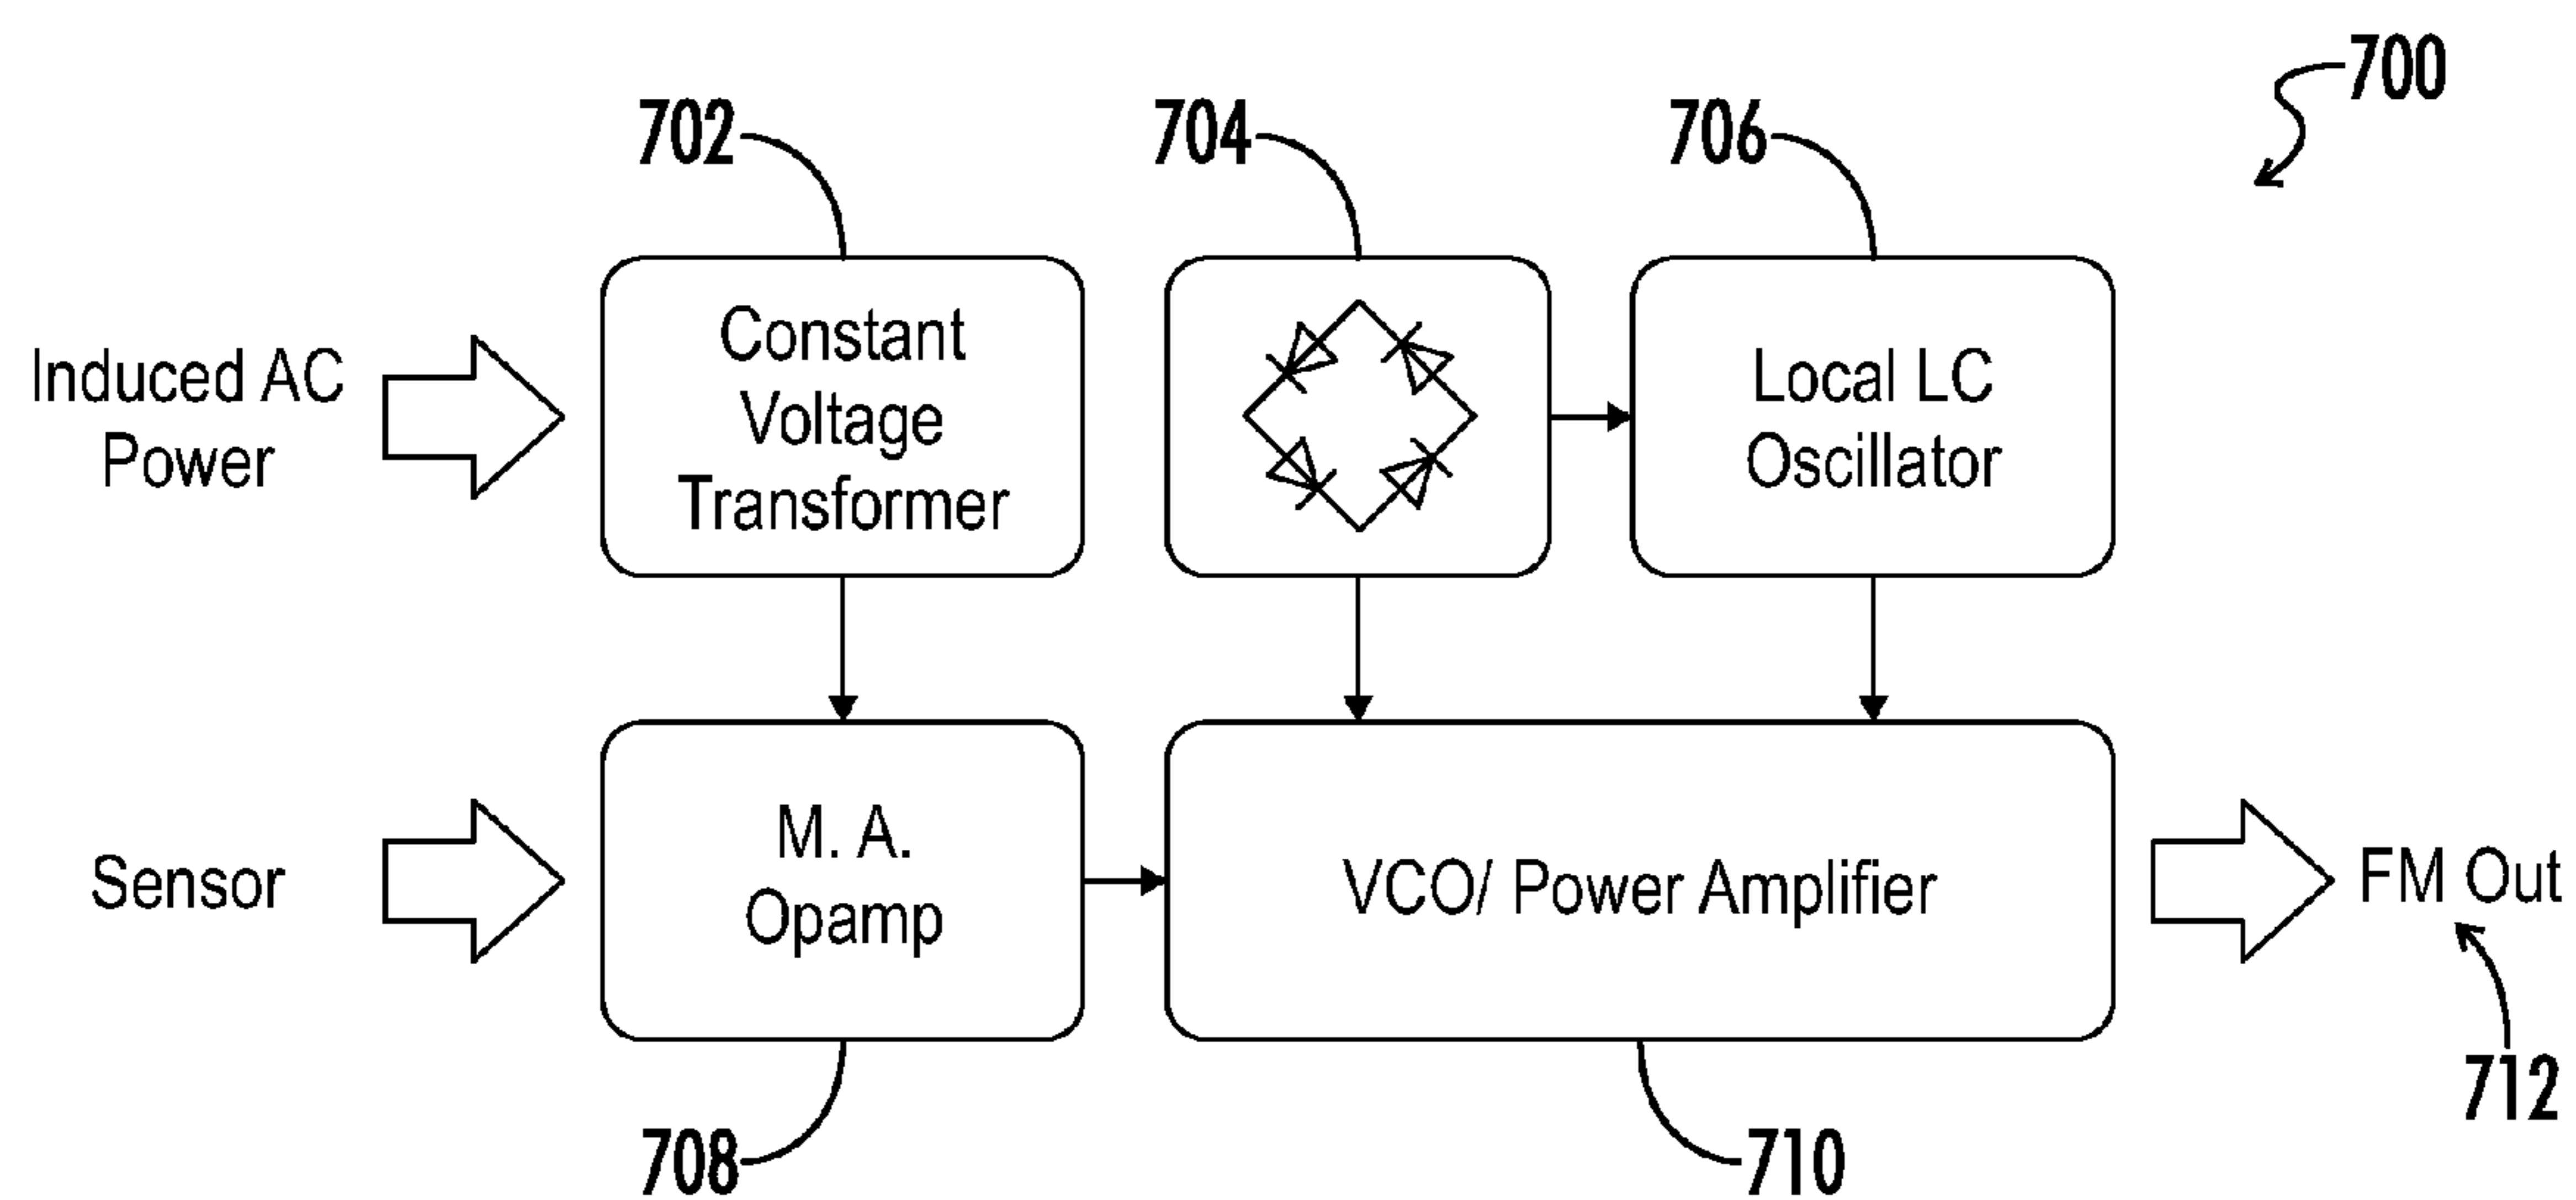 700
702
704
706
Induced AC
Power
Constant
Voltage
Transformer
Local LC
Oscillator
Sensor
M. A.
Opamp
VCO/ Power Amplifier
FM Out
712
708
710